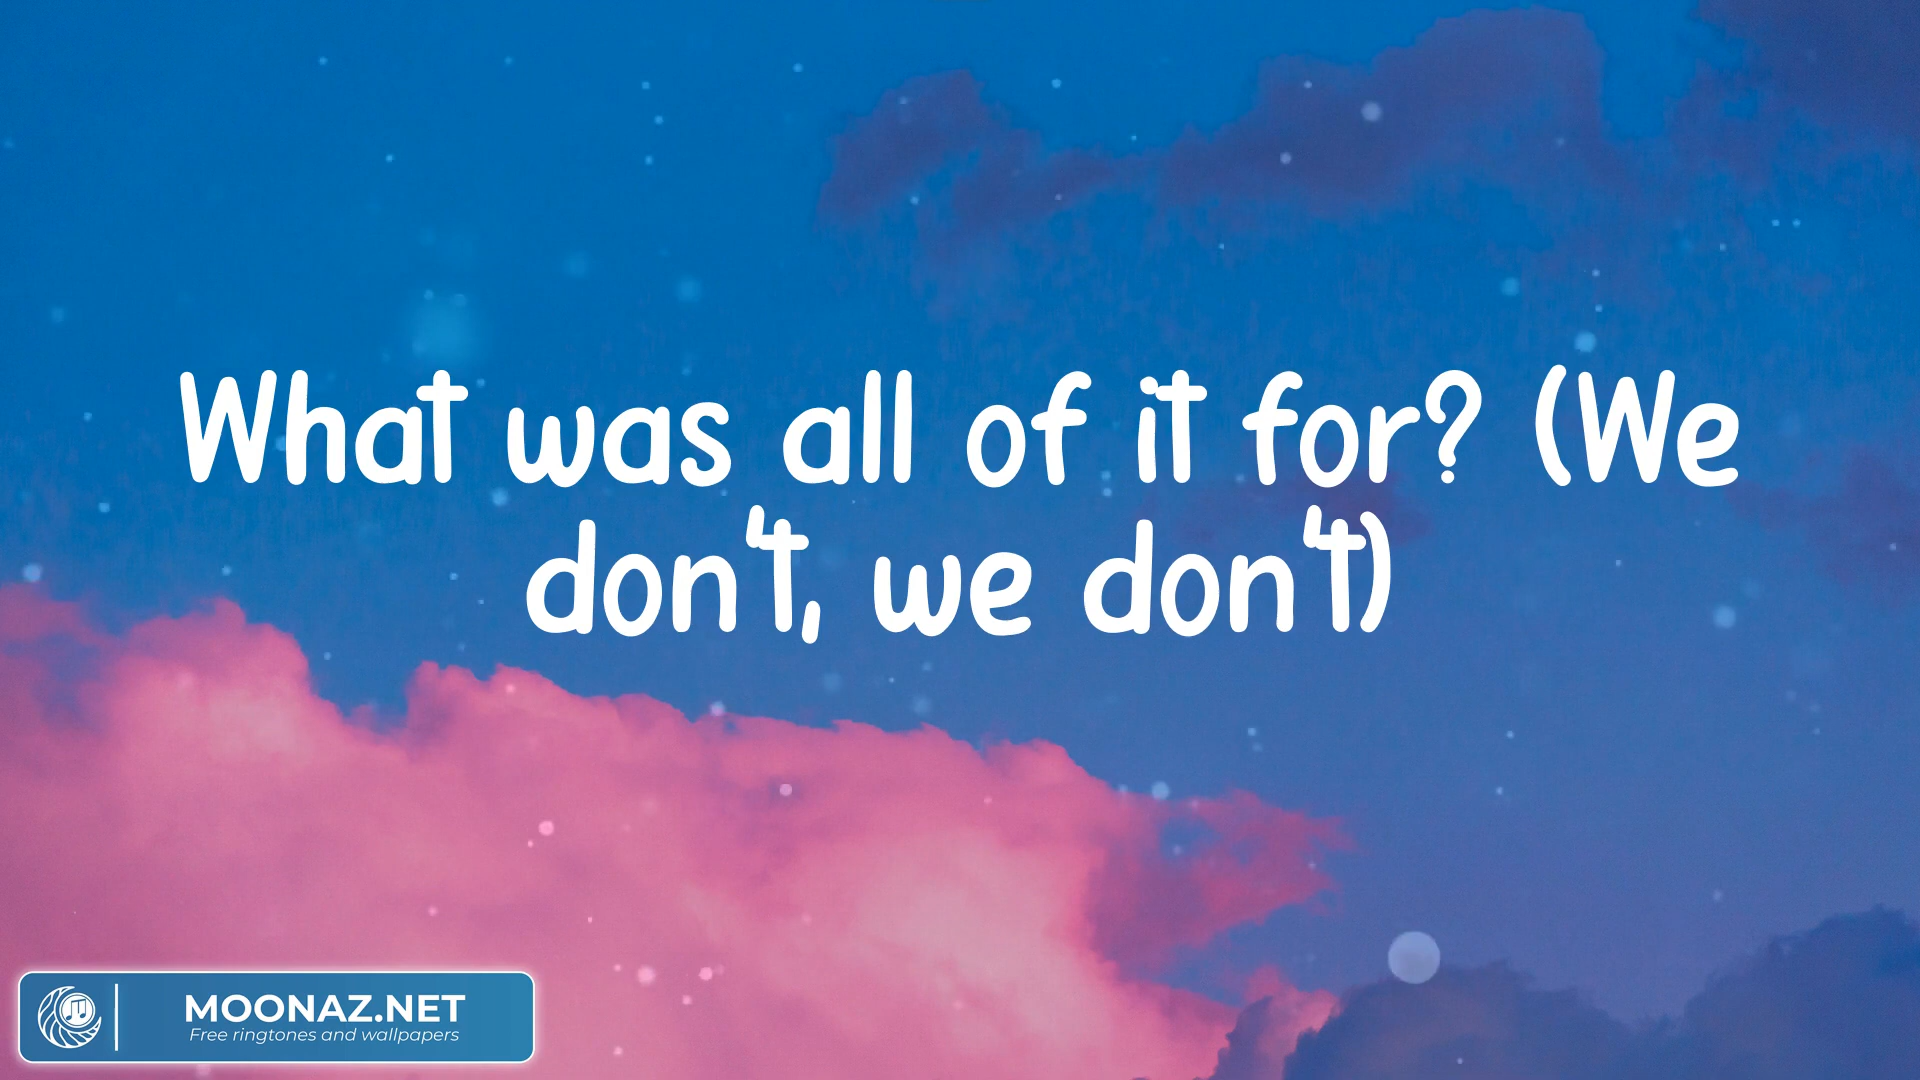 What was all of it for? (We
don't, we don't)
MOONAZ.NET
Free ringtones and wallpapers